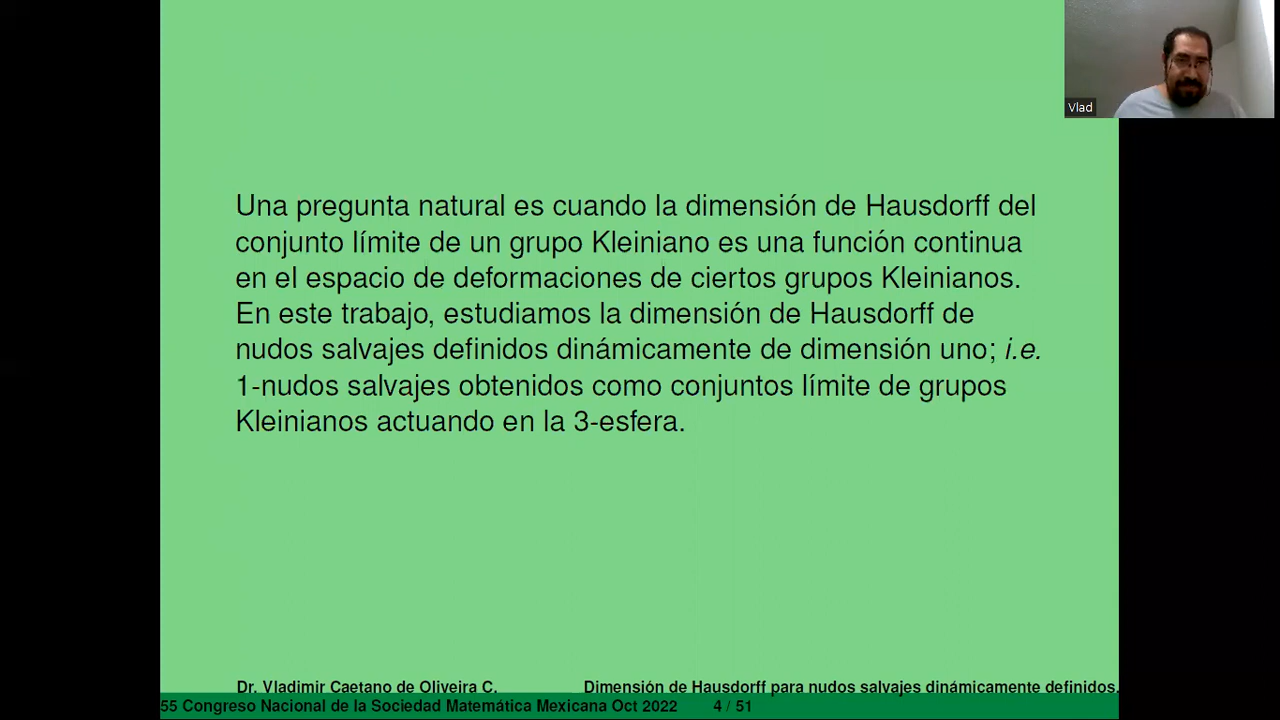 Vlad
Una pregunta natural es cuando la dimensión de Hausdorff del
conjunto límite de un grupo Kleiniano es una función continua
en el espacio de deformaciones de ciertos grupos Kleinianos.
En este trabajo, estudiamos la dimensión de Hausdorff de
nudos salvajes definidos dinámicamente de dimensión uno; i.e.
1-nudos salvajes obtenidos como conjuntos límite de grupos
Kleinianos actuando en la 3-esfera.
Dr. Vladimir Caetano de Oliveira C. Dimensión de Hausdorff para nudos salvajes dinámicamente definidos.
55 Congreso Nacional de la Sociedad Matemática Mexicana Oct 2022 4 / 51